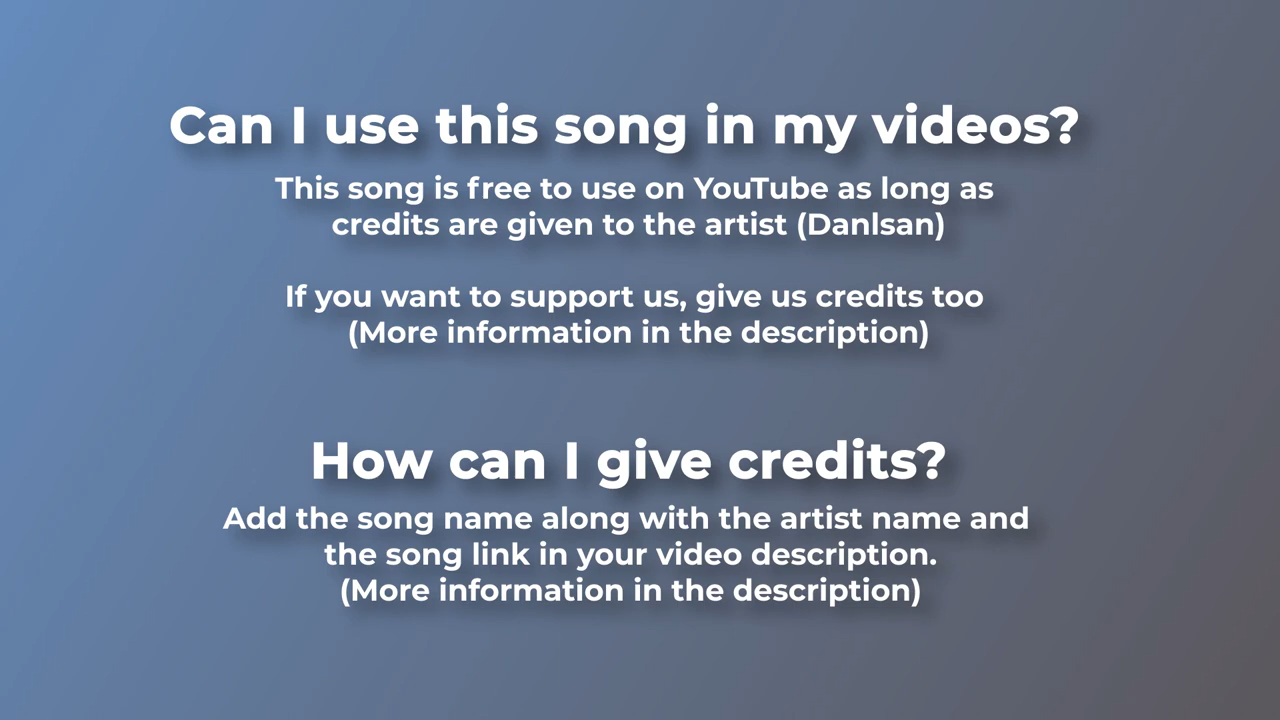 Can I use this song in my videos?
This song is free to use on YouTube as long as
credits are given to the artist (Danlsan)
If you want to support us, give us credits too
(More information in the description)
How can I give credits?
Add the song name along with the artist name and
the song link in your video description.
(More information in the description)